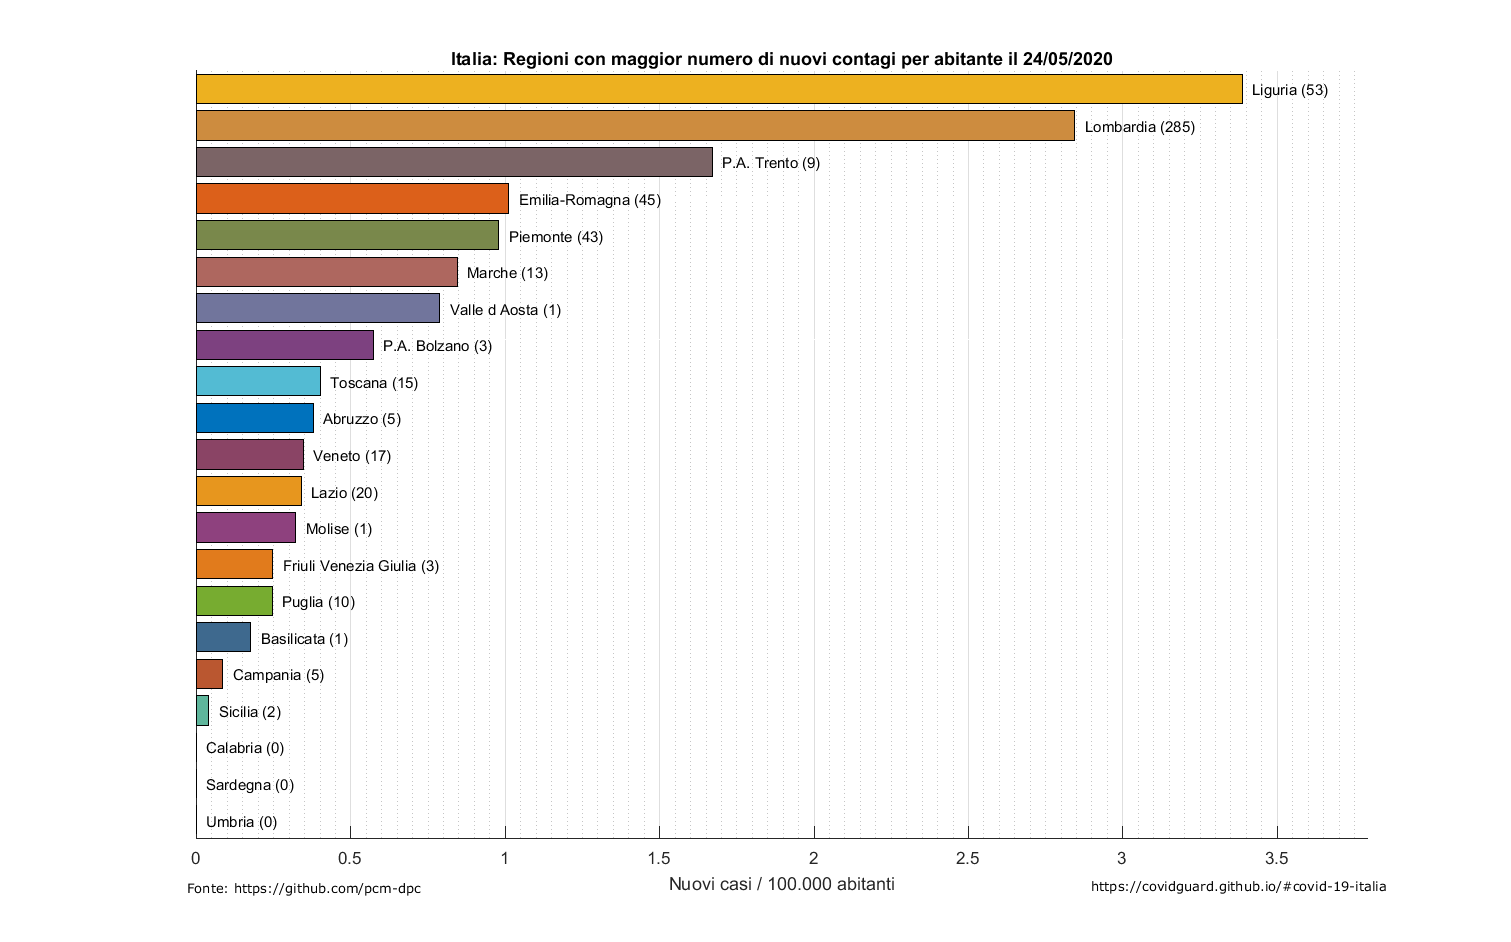 Italia: Regioni con maggior numero di nuovi contagi per abitante il 24/05/2020
Liguria (53)
Lombardia (285)
P.A. Trento (9)
Emilia-Romagna (45)
Piemonte (43)
Marche (13)
Valle d Aosta (1)
P.A. Bolzano (3)
Toscana (15)
Abruzzo (5)
Veneto (17)
Lazio (20)
Molise (1)
Friuli Venezia Giulia (3)
Puglia (10)
Basilicata (1)
Campania (5)
Sicilia (2)
Calabria (0)
Sardegna (0)
Umbria (0)
0 0.5 1 1.5 2 2.5 3 3.5
Nuovi casi / 100.000 abitanti
Fonte: https://github.com/pcm-dpc
https://covidguard.github.io/#covid-19-italia